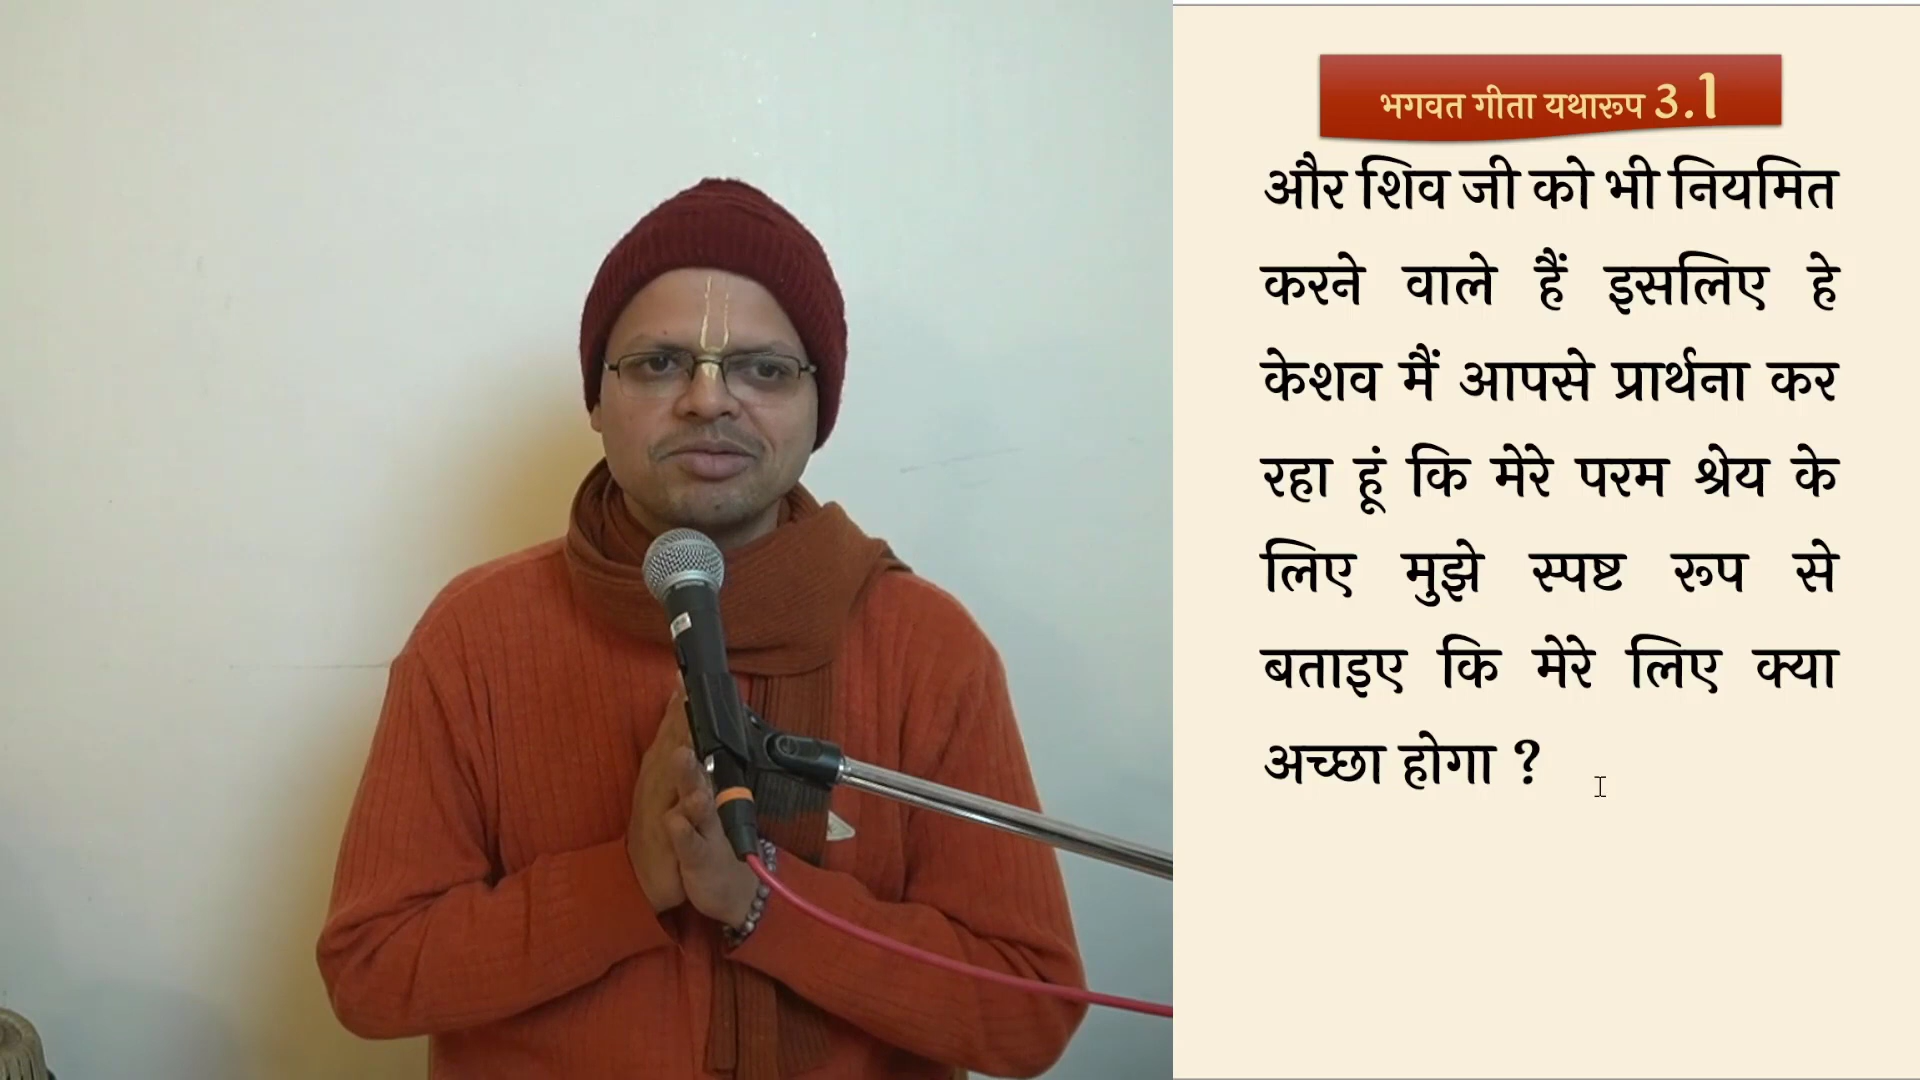 भगवत गीता यथारूप 3.1
और शिव जी को भी नियमित
करने वाले हैं इसलिए हे
केशव मैं आपसे प्रार्थना कर
रहा हूं कि मेरे परम श्रेय के
लिए मुझे स्पष्ट रूप से
बताइए कि मेरे लिए क्या
अच्छा होगा ?